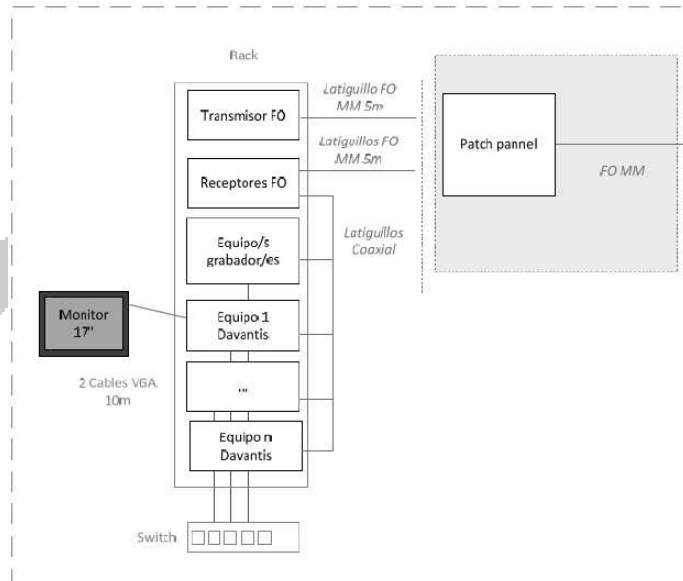 Rack
Latiguillo FO
MM 5m
Transmisor FO
Patch pannel
Latiguillos FO
MM 5m
FO MM
Receptores FO
Latiguillos
Coaxial
Equipo/s
grabador/es
Monitor
17"
Equipo 1
Davantis
2 Cables VGA
10m
...
Equipo n
Davantis
Switch